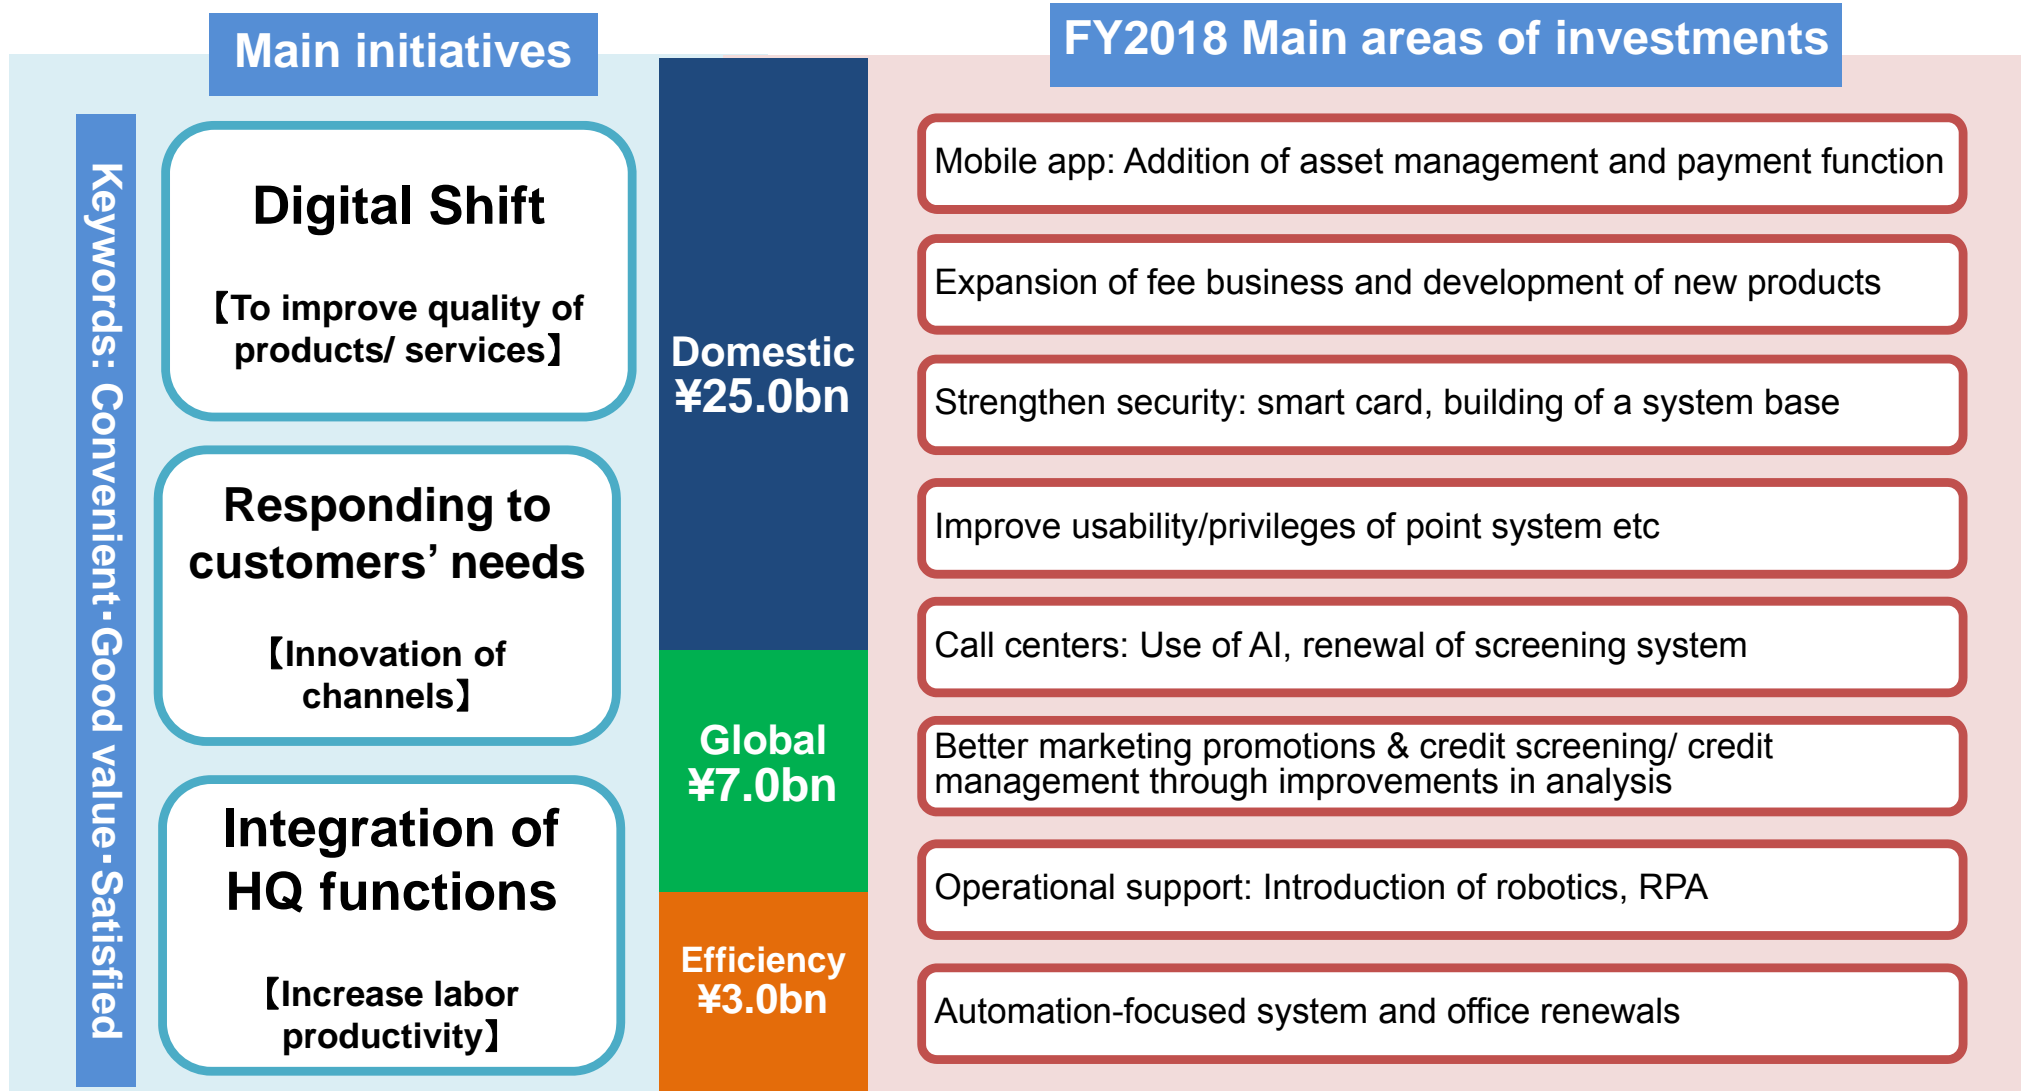 Main initiatives
FY2018 Main areas of investments
Keywords: Convenient･Good value･Satisfied
Digital Shift
【To improve quality of
products/ services】
Responding to
customers’ needs
【Innovation of
channels】
Integration of
HQ functions
【Increase labor
productivity】
Domestic
¥25.0bn
Global
¥7.0bn
Efficiency
¥3.0bn
Mobile app: Addition of asset management and payment function
Expansion of fee business and development of new products
Strengthen security: smart card, building of a system base
Improve usability/privileges of point system etc
Call centers: Use of AI, renewal of screening system
Better marketing promotions & credit screening/ credit
management through improvements in analysis
Operational support: Introduction of robotics, RPA
Automation-focused system and office renewals